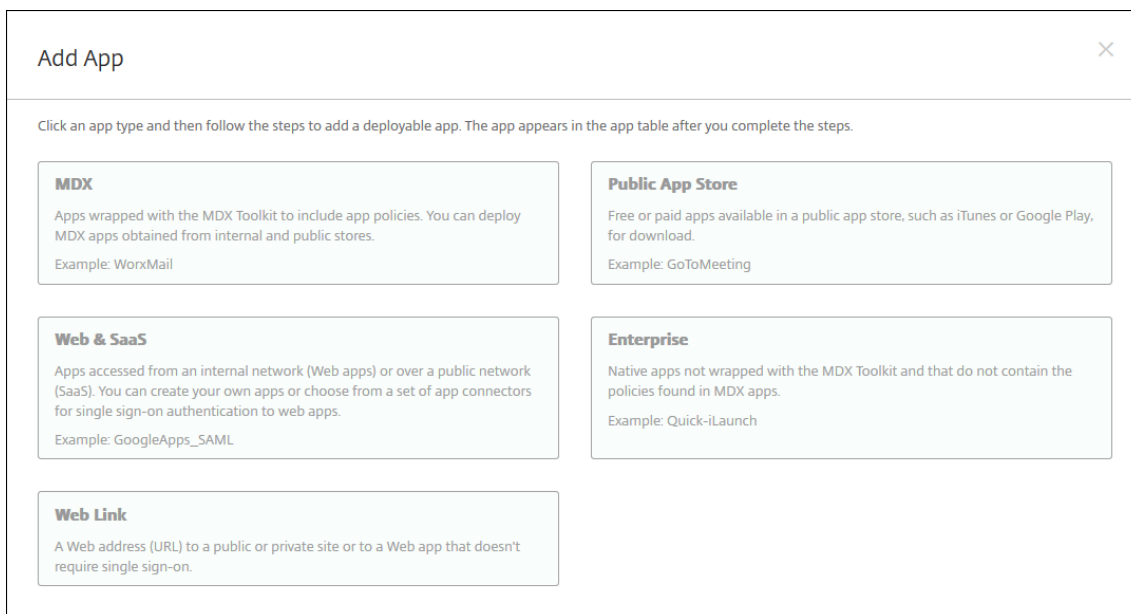 Add App
Click an app type and then follow the steps to add a deployable app. The app appears in the app table after you complete the steps.
MDX
Apps wrapped with the MDX Toolkit to include app policies. You can deploy
MDX apps obtained from internal and public stores.
Example: WorxMail
Public App Store
Free or paid apps available in a public app store, such as iTunes or Google Play,
for download.
Example: GoToMeeting
Web & SaaS
Apps accessed from an internal network (Web apps) or over a public network
(SaaS). You can create your own apps or choose from a set of app connectors
for single sign-on authentication to web apps.
Example: GoogleApps_SAML
Enterprise
Native apps not wrapped with the MDX Toolkit and that do not contain the
policies found in MDX apps.
Example: Quick-iLaunch
Web Link
A Web address (URL) to a public or private site or to a Web app that doesn't
require single sign-on.